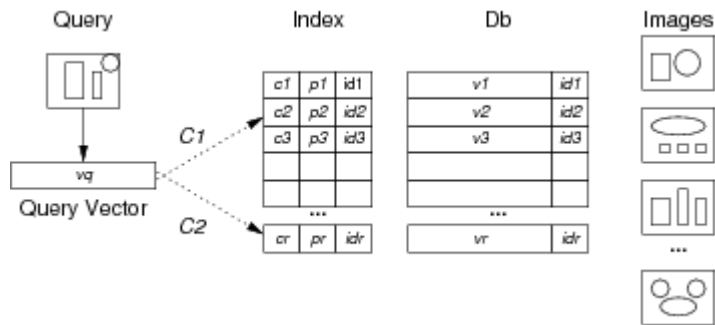 Query Index Db Images
c1 p1 id1 v1 id1
c2 p2 id2 v2 id2
C1
c3 p3 id3 v3 id3
vq
Query Vector
... ...
C2
cr pr idr vr idr
...